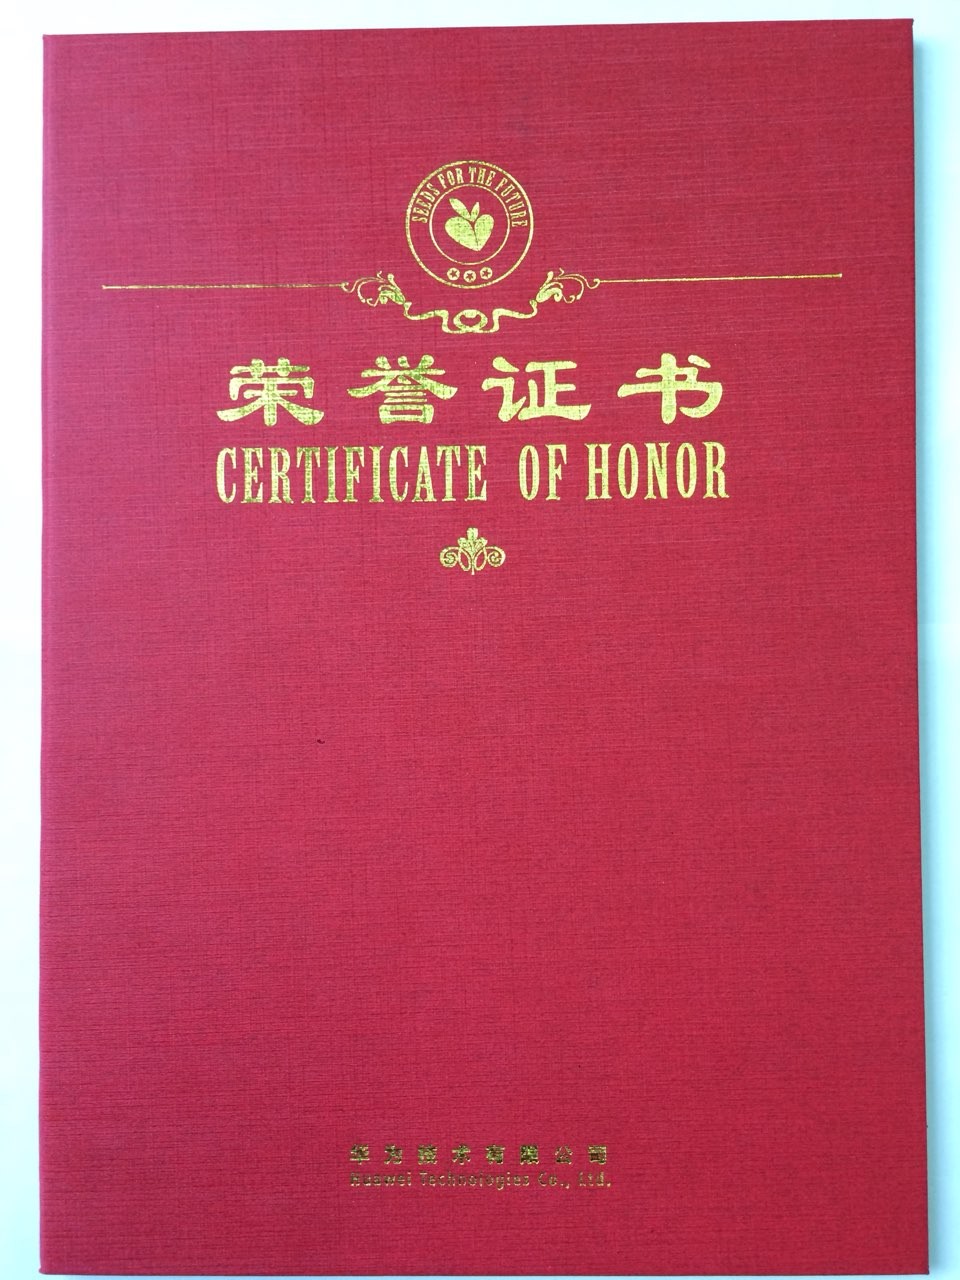 SEEDS FOR THE FUTURE
荣誉证书
CERTIFICATE OF HONOR
华为技术有限公司
Huawei Technologies Co., Ltd.